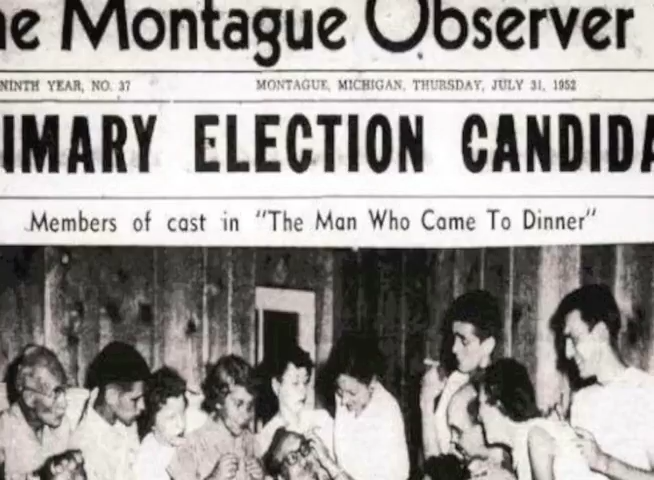 he Montague Observer
NINTH YEAR, NO. 37
MONTAGUE, MICHIGAN, THURSDAY, JULY 31, 1952
IMARY ELECTION CANDIDA
Members of cast in "The Man Who Came To Dinner"